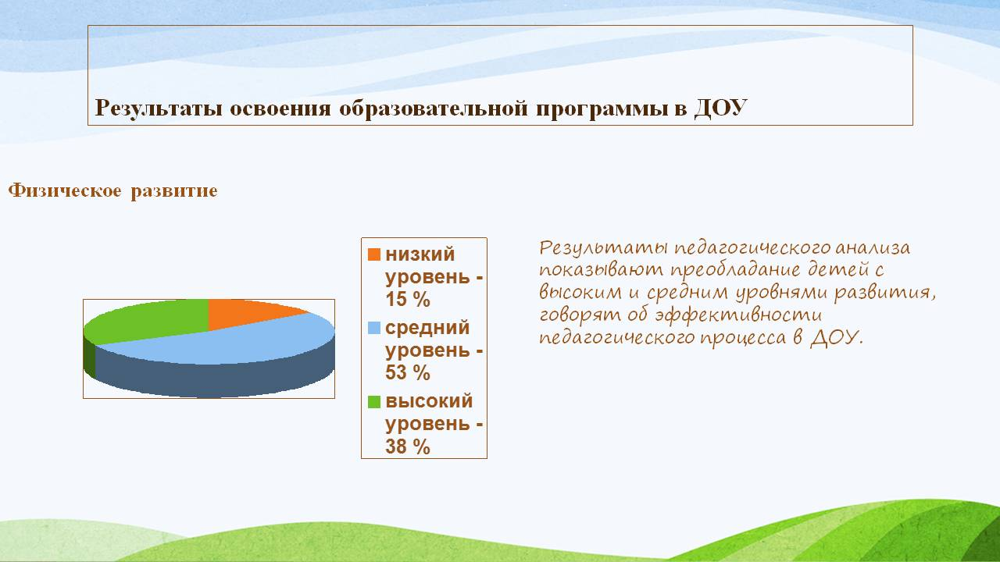 Результаты освоения образовательной программы в ДОУ
Физическое развитие
низкий
уровень -
15 %
средний
уровень -
53 %
высокий
уровень -
38 %
Результаты педагогического анализа
показывают преобладание детей с
высоким и средним уровнями развития,
говорят об эффективности
педагогического процесса в ДОУ.